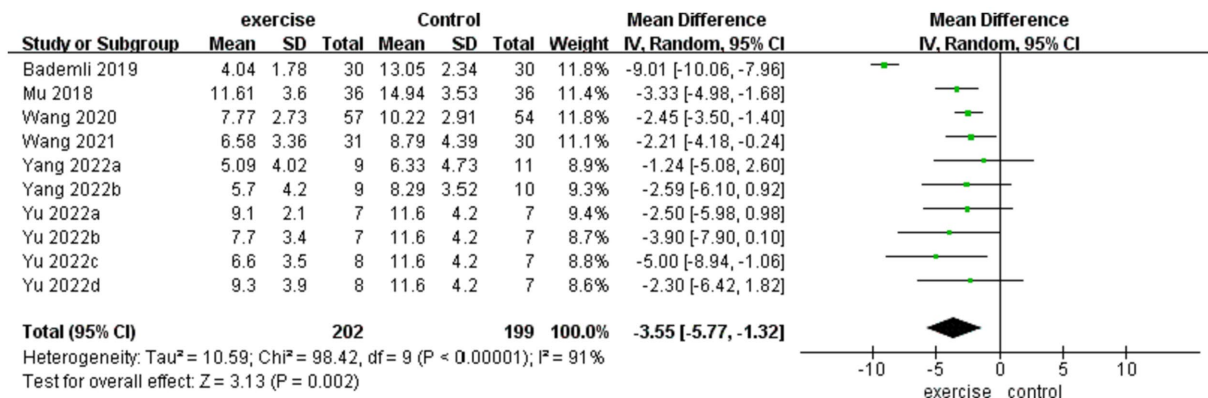 exercise Control Mean Difference Mean Difference
Study or Subgroup Mean SD Total Mean SD Total Weight IV, Random, 95% CI IV, Random, 95% CI
Bademli 2019 4.04 1.78 30 13.05 2.34 30 11.8% -9.01 [-10.06, -7.96]
Mu 2018 11.61 3.6 36 14.94 3.53 36 11.4% -3.33 [-4.98, -1.68]
Wang 2020 7.77 2.73 57 10.22 2.91 54 11.8% -2.45 [-3.50, -1.40]
Wang 2021 6.58 3.36 31 8.79 4.39 30 11.1% -2.21 [-4.18, -0.24]
Yang 2022a 5.09 4.02 9 6.33 4.73 11 8.9% -1.24 [-5.08, 2.60]
Yang 2022b 5.7 4.2 9 8.29 3.52 10 9.3% -2.59 [-6.10, 0.92]
Yu 2022a 9.1 2.1 7 11.6 4.2 7 9.4% -2.50 [-5.98, 0.98]
Yu 2022b 7.7 3.4 7 11.6 4.2 7 8.7% -3.90 [-7.90, 0.10]
Yu 2022c 6.6 3.5 8 11.6 4.2 7 8.8% -5.00 [-8.94, -1.06]
Yu 2022d 9.3 3.9 8 11.6 4.2 7 8.6% -2.30 [-6.42, 1.82]
Total (95% CI) 202 199 100.0% -3.55 [-5.77, -1.32]
Heterogeneity: Tau² = 10.59; Chi² = 98.42, df = 9 (P < 0.00001); I² = 91%
Test for overall effect: Z = 3.13 (P = 0.002)
-10 -5 0 5 10
exercise control